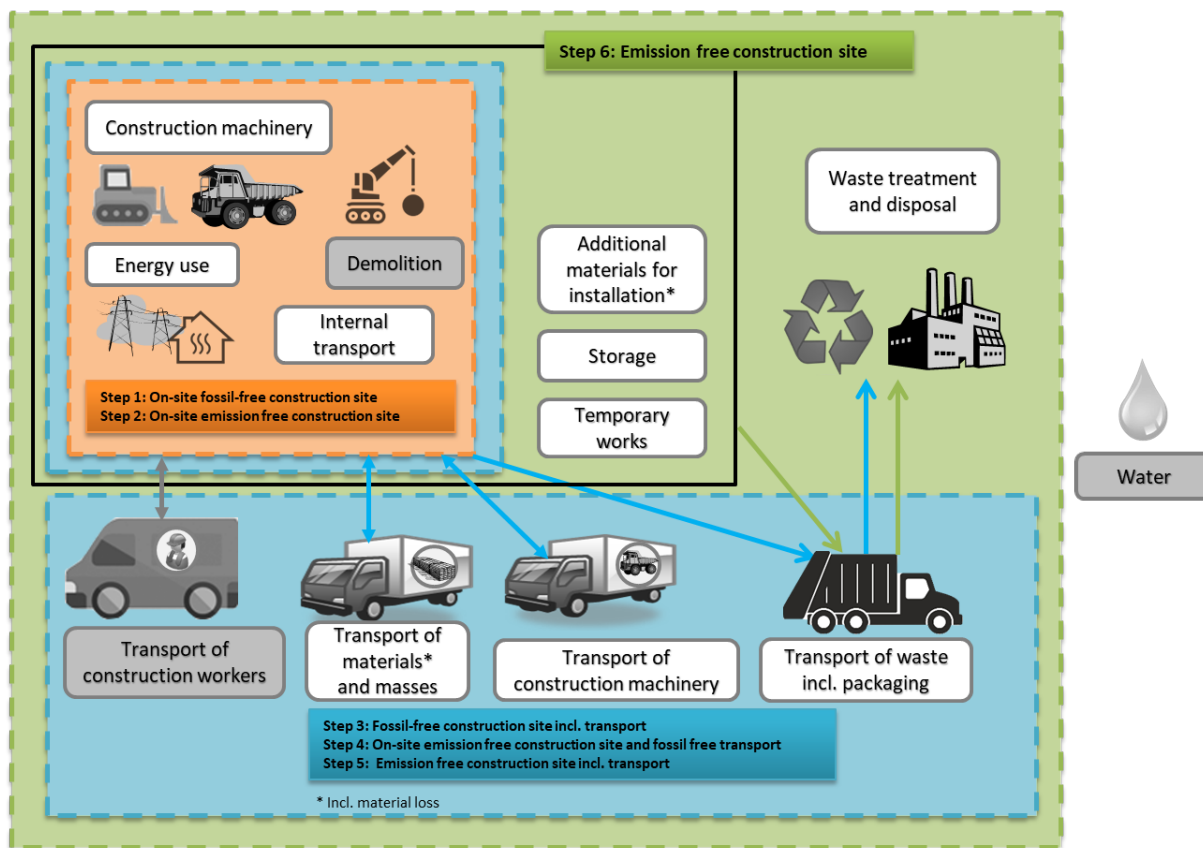 Step 6: Emission free construction site
Construction machinery
Energy use
Demolition
Internal
transport
Step 1: On-site fossil-free construction site
Step 2: On-site emission free construction site
Additional
materials for
installation*
Storage
Temporary
works
Waste treatment
and disposal
Water
Transport of
construction workers
Transport of
materials*
and masses
Transport of
construction machinery
Transport of waste
incl. packaging
Step 3: Fossil-free construction site incl. transport
Step 4: On-site emission free construction site and fossil free transport
Step 5: Emission free construction site incl. transport
* Incl. material loss